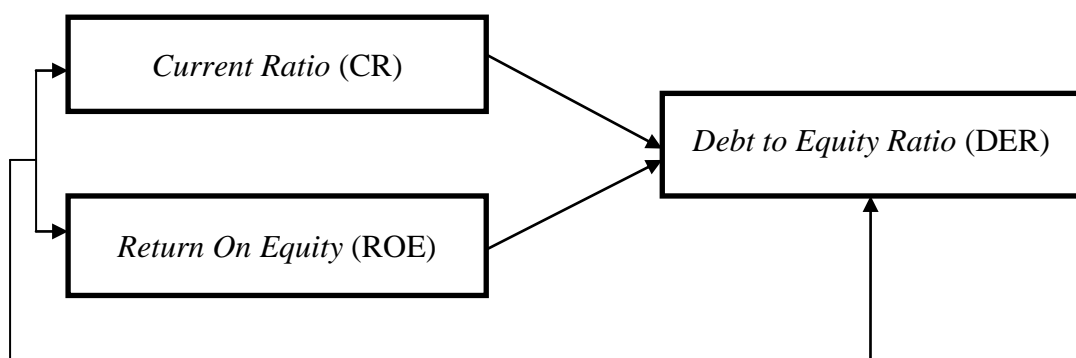 Current Ratio (CR)
Debt to Equity Ratio (DER)
Return On Equity (ROE)